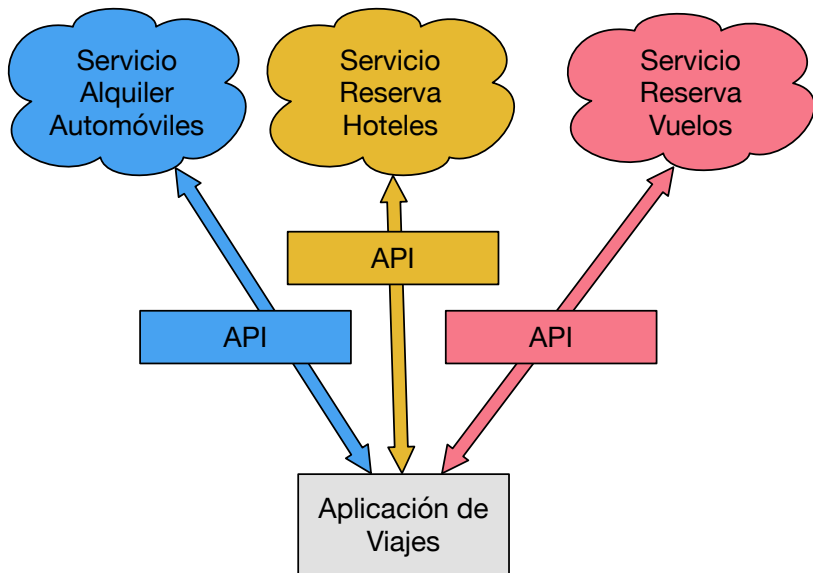 Servicio
Alquiler
Automóviles
Servicio
Reserva
Hoteles
Servicio
Reserva
Vuelos
API
API
API
Aplicación de
Viajes